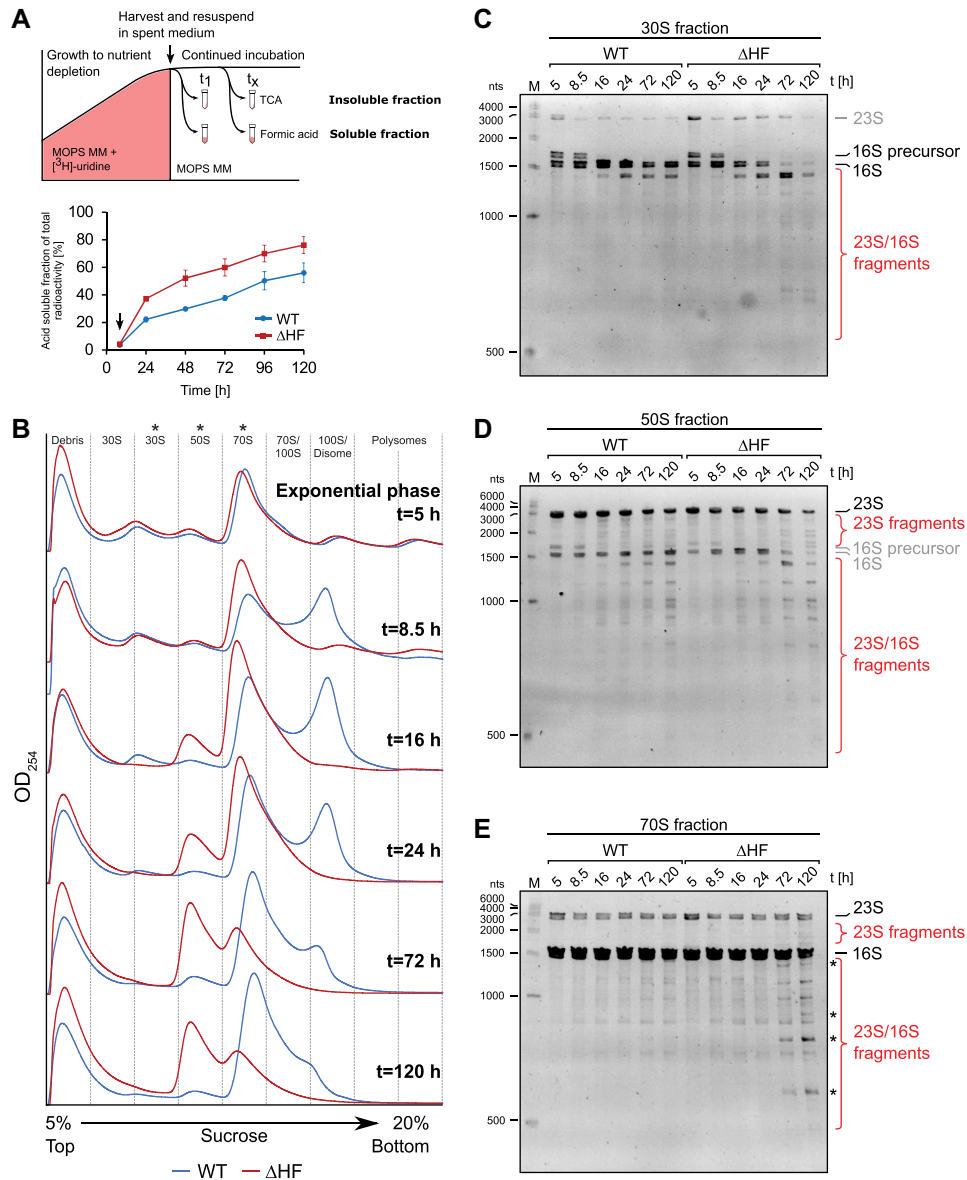 A
Harvest and resuspend
in spent medium
Growth to nutrient
depletion
Continued incubation
t1
tx
TCA
Insoluble fraction
Formic acid
Soluble fraction
MOPS MM +
[3H]-uridine
MOPS MM
Acid soluble fraction of total
radioactivity [%]
100
80
60
40
20
0
WT
ΔHF
0 24 48 72 96 120
Time [h]
B
* * *
Debris 30S 30S 50S 70S 70S/ 100S/ Polysomes
100S Disome
Exponential phase
t=5 h
t=8.5 h
t=16 h
t=24 h
t=72 h
t=120 h
OD254
5% Sucrose 20%
Top Bottom
WT ΔHF
C
30S fraction
WT ΔHF
nts M 5 8.5 16 24 72 120 5 8.5 16 24 72 120 t [h]
4000
3000
1500
1000
500
23S
16S precursor
16S
23S/16S
fragments
D
50S fraction
WT ΔHF
nts M 5 8.5 16 24 72 120 5 8.5 16 24 72 120 t [h]
6000
4000
3000
2000
1500
1000
500
23S
23S fragments
16S precursor
16S
23S/16S
fragments
E
70S fraction
WT ΔHF
nts M 5 8.5 16 24 72 120 5 8.5 16 24 72 120 t [h]
6000
4000
3000
2000
1500
1000
500
23S
23S fragments
16S
*
*
*
*
23S/16S
fragments